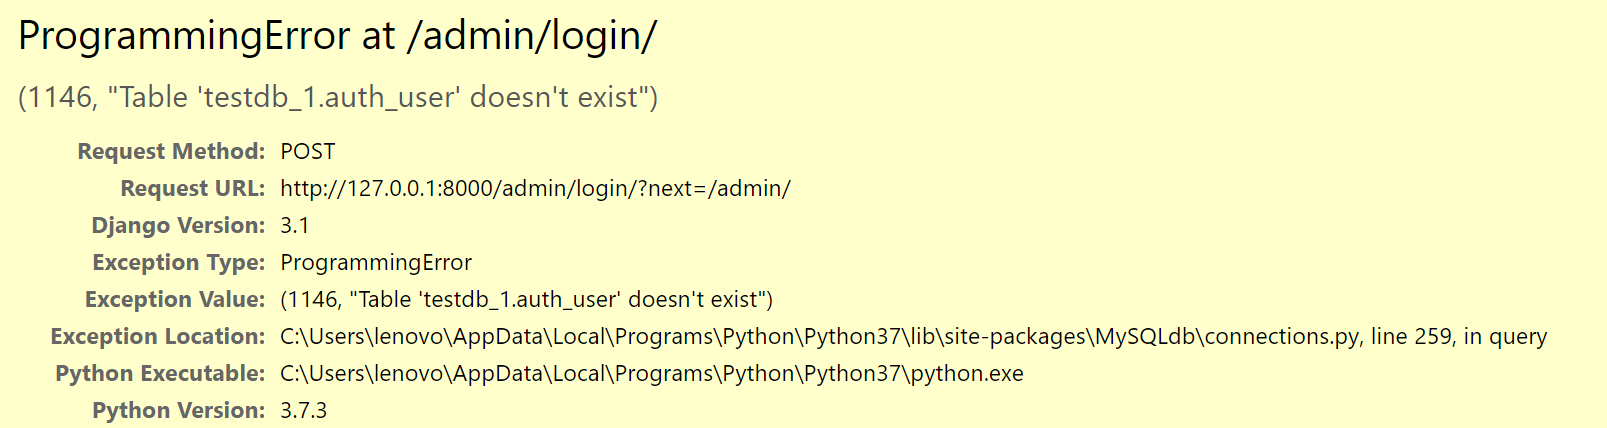 ProgrammingError at /admin/login/
(1146, "Table 'testdb_1.auth_user' doesn't exist")
Request Method: POST
Request URL: http://127.0.0.1:8000/admin/login/?next=/admin/
Django Version: 3.1
Exception Type: ProgrammingError
Exception Value: (1146, "Table 'testdb_1.auth_user' doesn't exist")
Exception Location: C:\Users\lenovo\AppData\Local\Programs\Python\Python37\lib\site-packages\MySQLdb\connections.py, line 259, in query
Python Executable: C:\Users\lenovo\AppData\Local\Programs\Python\Python37\python.exe
Python Version: 3.7.3